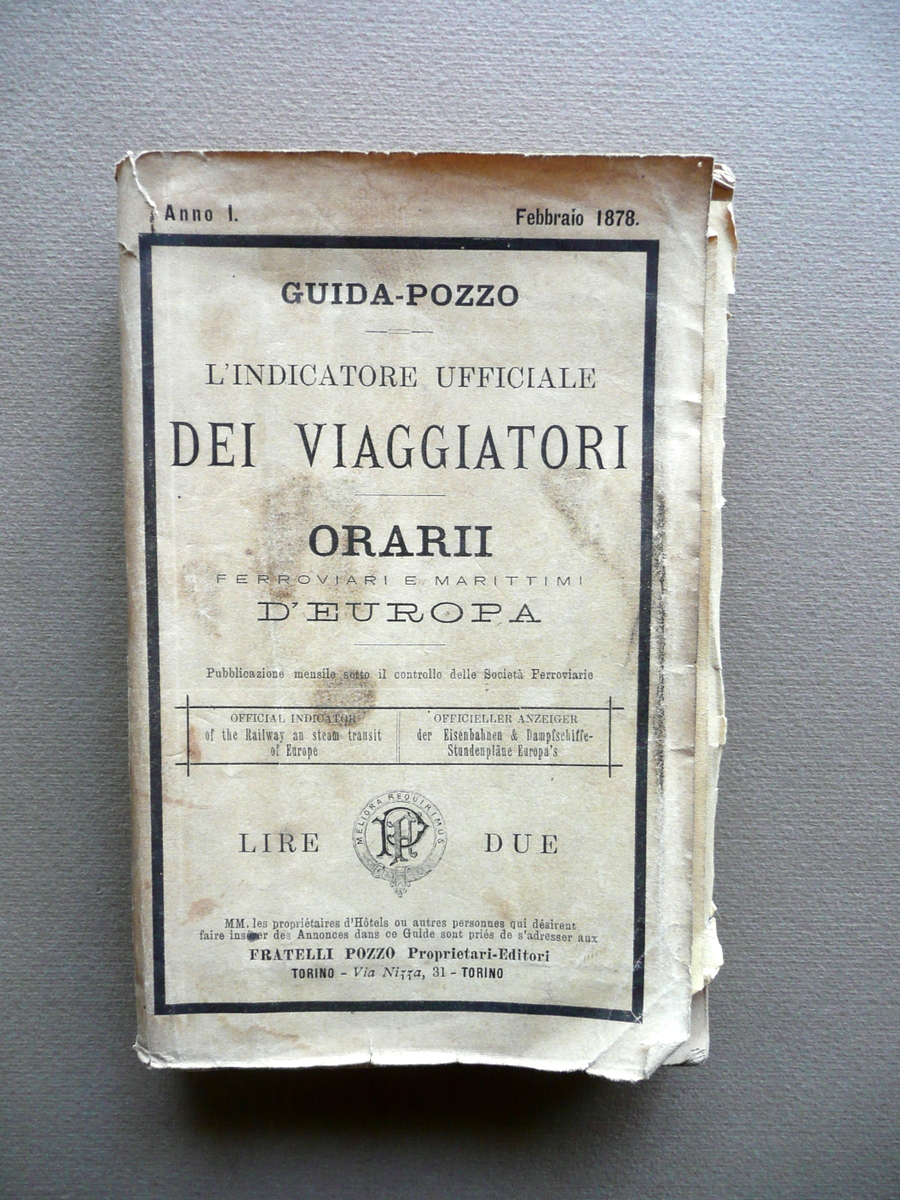 Anno I.
Febbraio 1878.
GUIDA-POZZO
L'INDICATORE UFFICIALE
DEI VIAGGIATORI
ORARII
FERROVIARI E MARITTIMI
D'EUROPA
Pubblicazione mensile sotto il controllo delle Società Ferroviarie
OFFICIAL INDICATOR
of the Railway an steam transit
of Europe
OFFICIELLER ANZEIGER
der Eisenbahnen & Dampfschiffe-
Stundenpläne Europa's
LIRE
MELIORA REQUIRIMUS
DUE
MM. les propriétaires d'Hôtels ou autres personnes qui désirent
faire insérer des Annonces dans ce Guide sont priés de s'adresser aux
FRATELLI POZZO Proprietari-Editori
TORINO - Via Nizza, 31 - TORINO